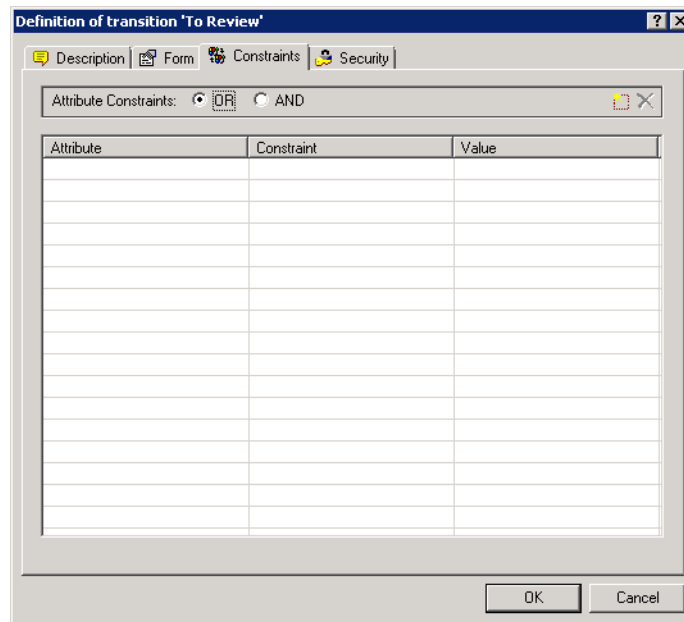 Definition of transition 'To Review'
Description Form Constraints Security
Attribute Constraints: OR AND
Attribute Constraint Value
OK Cancel